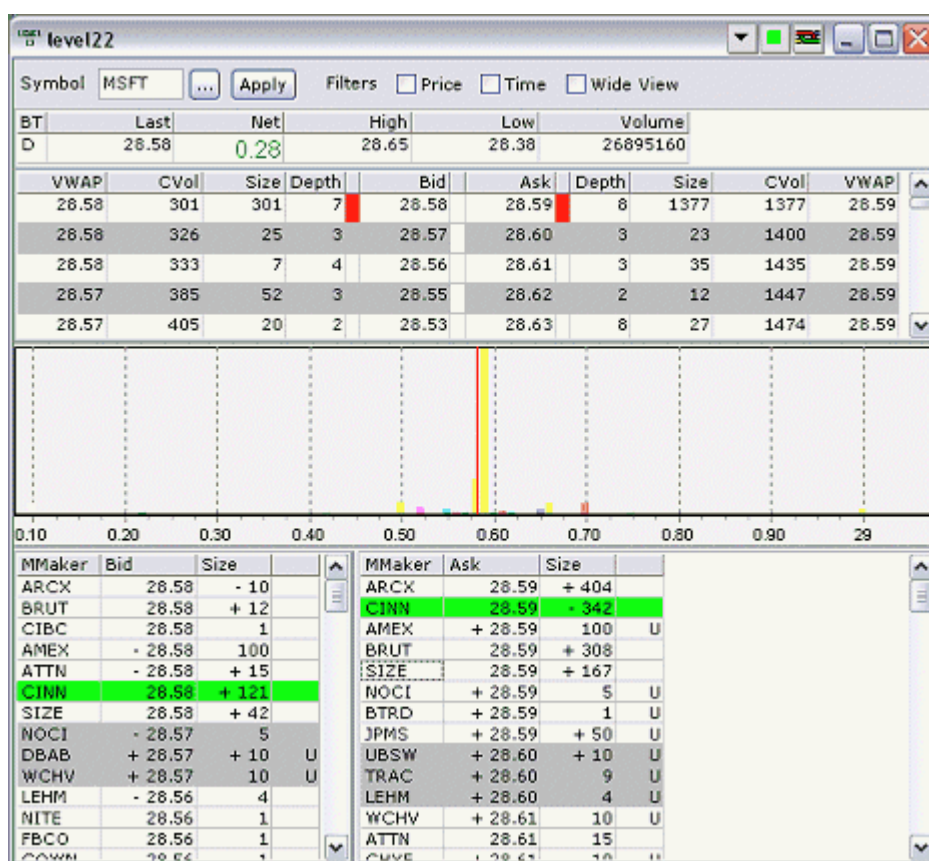 level22
Symbol MSFT ... Apply Filters Price Time Wide View
BT Last Net High Low Volume
D 28.58 0.28 28.65 28.38 26895160
VWAP CVol Size Depth Bid Ask Depth Size CVol VWAP
28.58 301 301 7 28.58 28.59 8 1377 1377 28.59
28.58 326 25 3 28.57 28.60 3 23 1400 28.59
28.58 333 7 4 28.56 28.61 3 35 1435 28.59
28.57 385 52 3 28.55 28.62 2 12 1447 28.59
28.57 405 20 2 28.53 28.63 8 27 1474 28.59
0.10 0.20 0.30 0.40 0.50 0.60 0.70 0.80 0.90 29
MMaker Bid Size MMaker Ask Size
ARCX 28.58 - 10 ARCX 28.59 + 404
BRUT 28.58 + 12 CINN 28.59 - 342
CIBC 28.58 1 AMEX + 28.59 100 U
AMEX - 28.58 100 BRUT 28.59 + 308
ATTN - 28.58 + 15 SIZE 28.59 + 167
CINN 28.58 + 121 NOCI + 28.59 5 U
SIZE 28.58 + 42 BTRD + 28.59 1 U
NOCI - 28.57 5 JPMS + 28.59 + 50 U
DBAB + 28.57 + 10 U UBSW + 28.60 + 10 U
WCHV + 28.57 10 U TRAC + 28.60 9 U
LEHM - 28.56 4 LEHM + 28.60 4 U
NITE 28.56 1 WCHV + 28.61 10 U
FBCO 28.56 1 ATTN 28.61 15